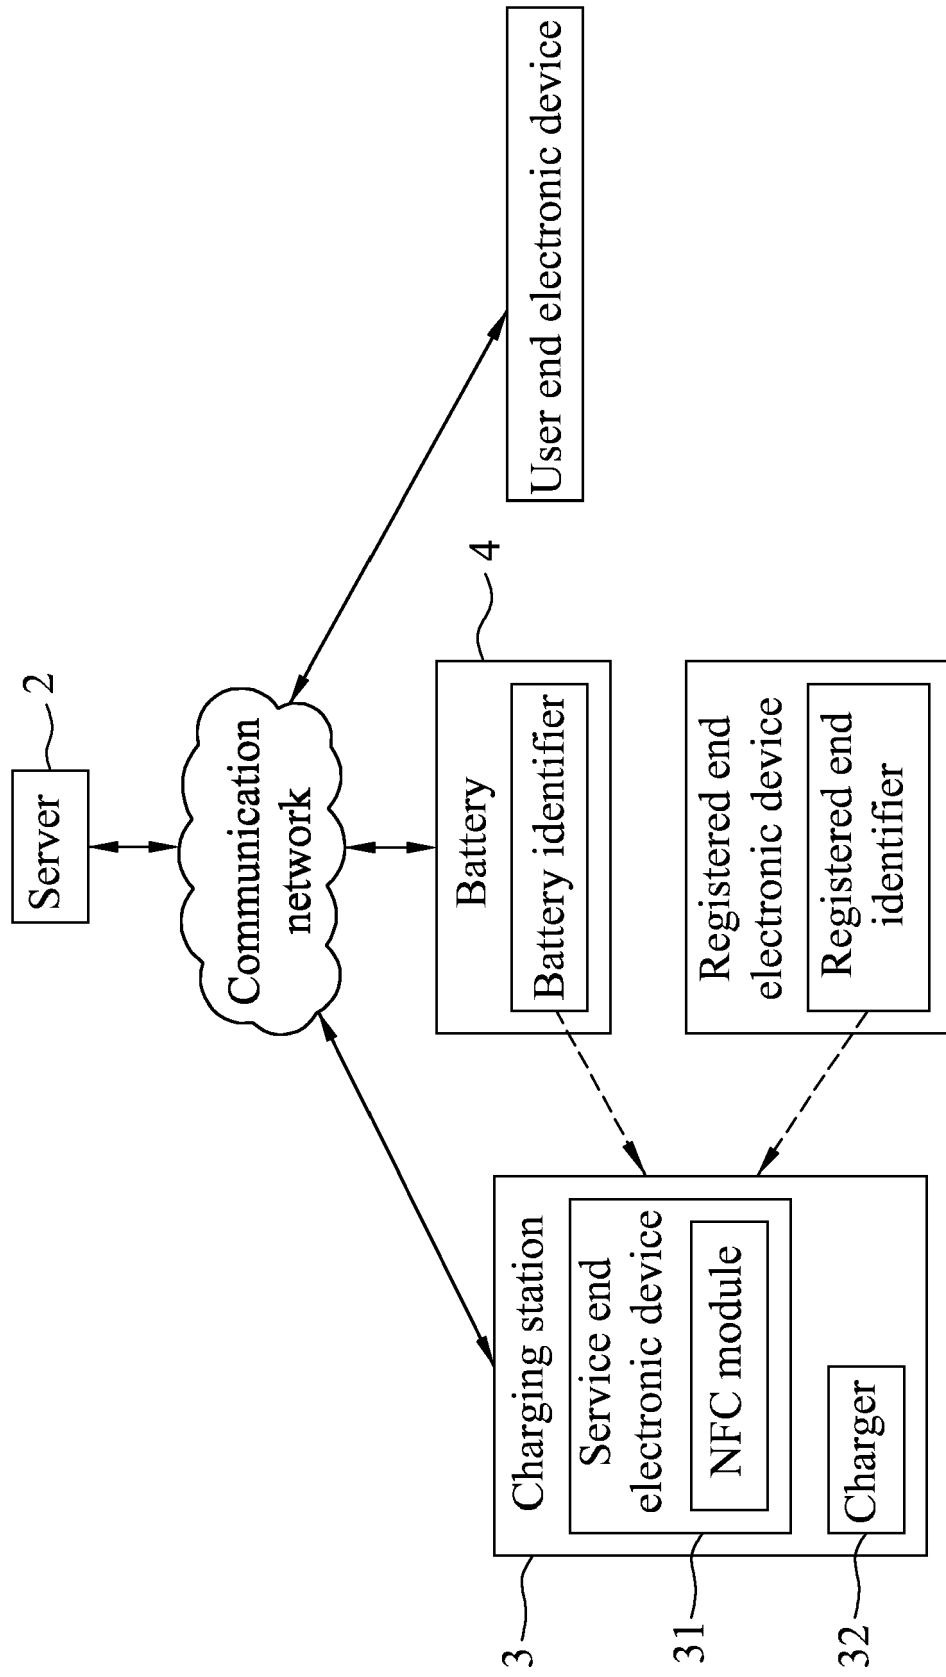 Server
2
Communication
network
Charging station
Service end
electronic device
NFC module
Charger
3
31
32
Battery
Battery identifier
4
Registered end
electronic device
Registered end
identifier
User end electronic device